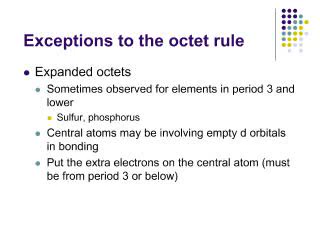 Exceptions to the octet rule
Expanded octets
Sometimes observed for elements in period 3 and
lower
Sulfur, phosphorus
Central atoms may be involving empty d orbitals
in bonding
Put the extra electrons on the central atom (must
be from period 3 or below)